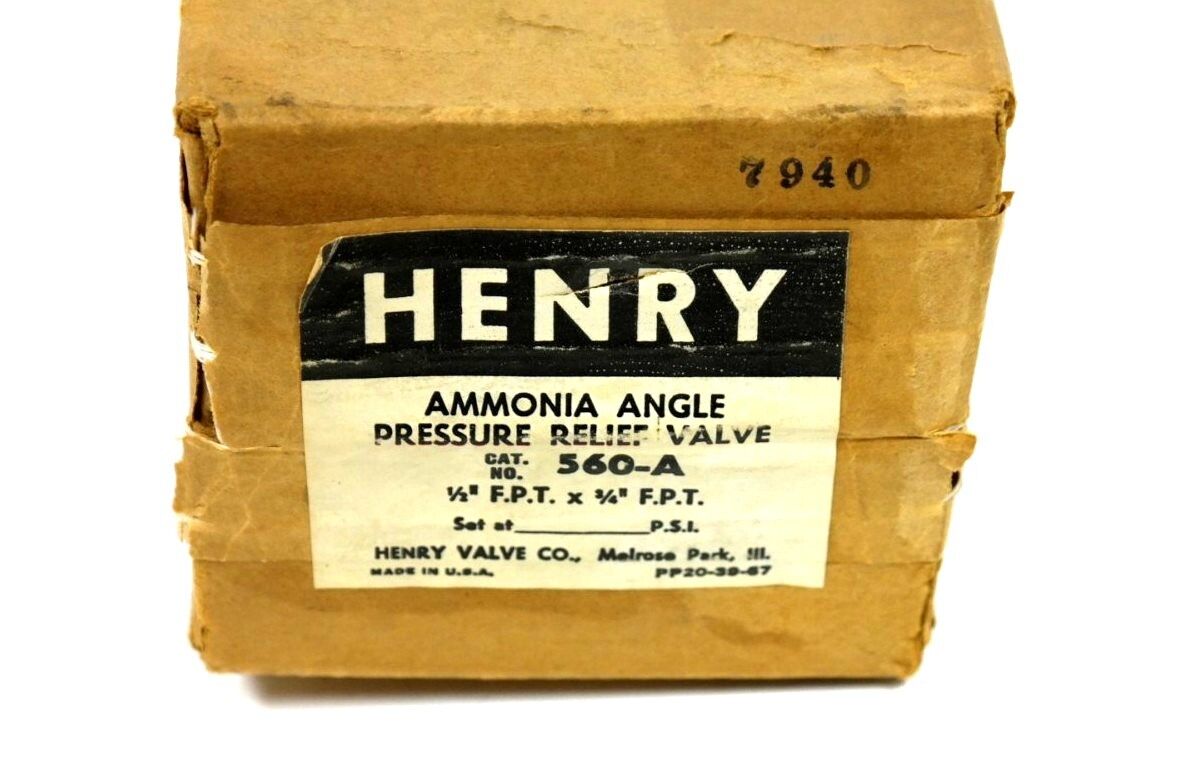 7940
HENRY
AMMONIA ANGLE
PRESSURE RELIEF VALVE
CAT. NO. 560-A
½" F.P.T. x ¾" F.P.T.
Set at__________P.S.I.
HENRY VALVE CO., Melrose Park, Ill.
MADE IN U.S.A. PP20-39-67